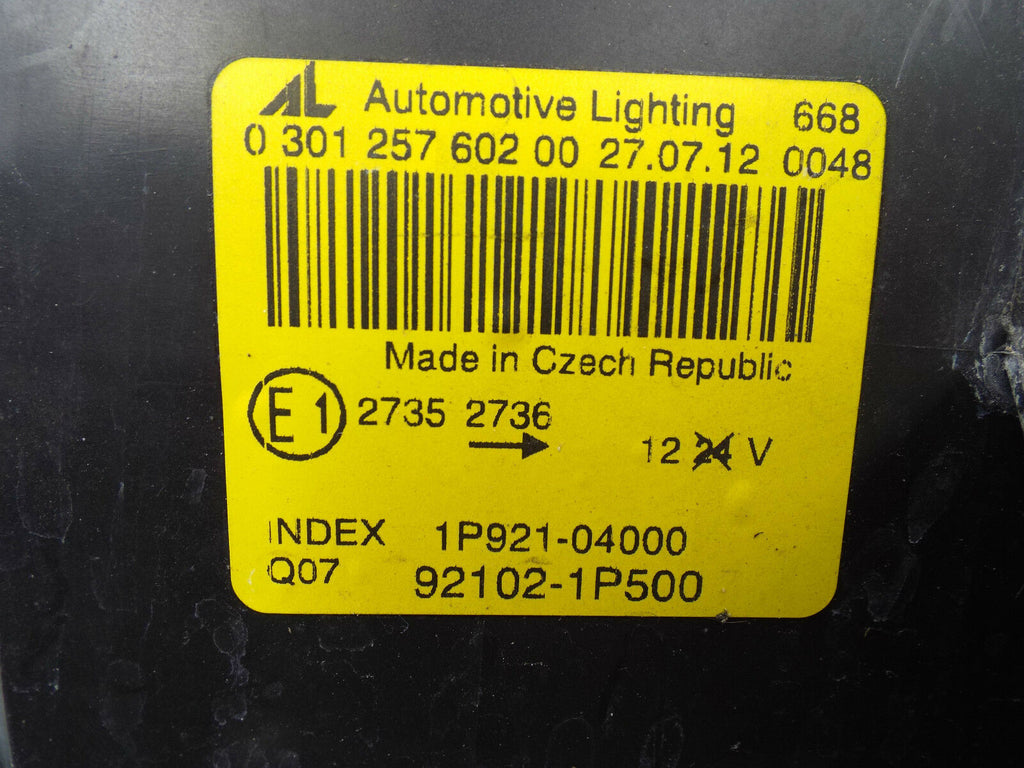 AL Automotive Lighting 668
0 301 257 602 00 27.07.12 0048
Made in Czech Republic
E1 2735 2736
12 24 V
INDEX 1P921-04000
Q07 92102-1P500